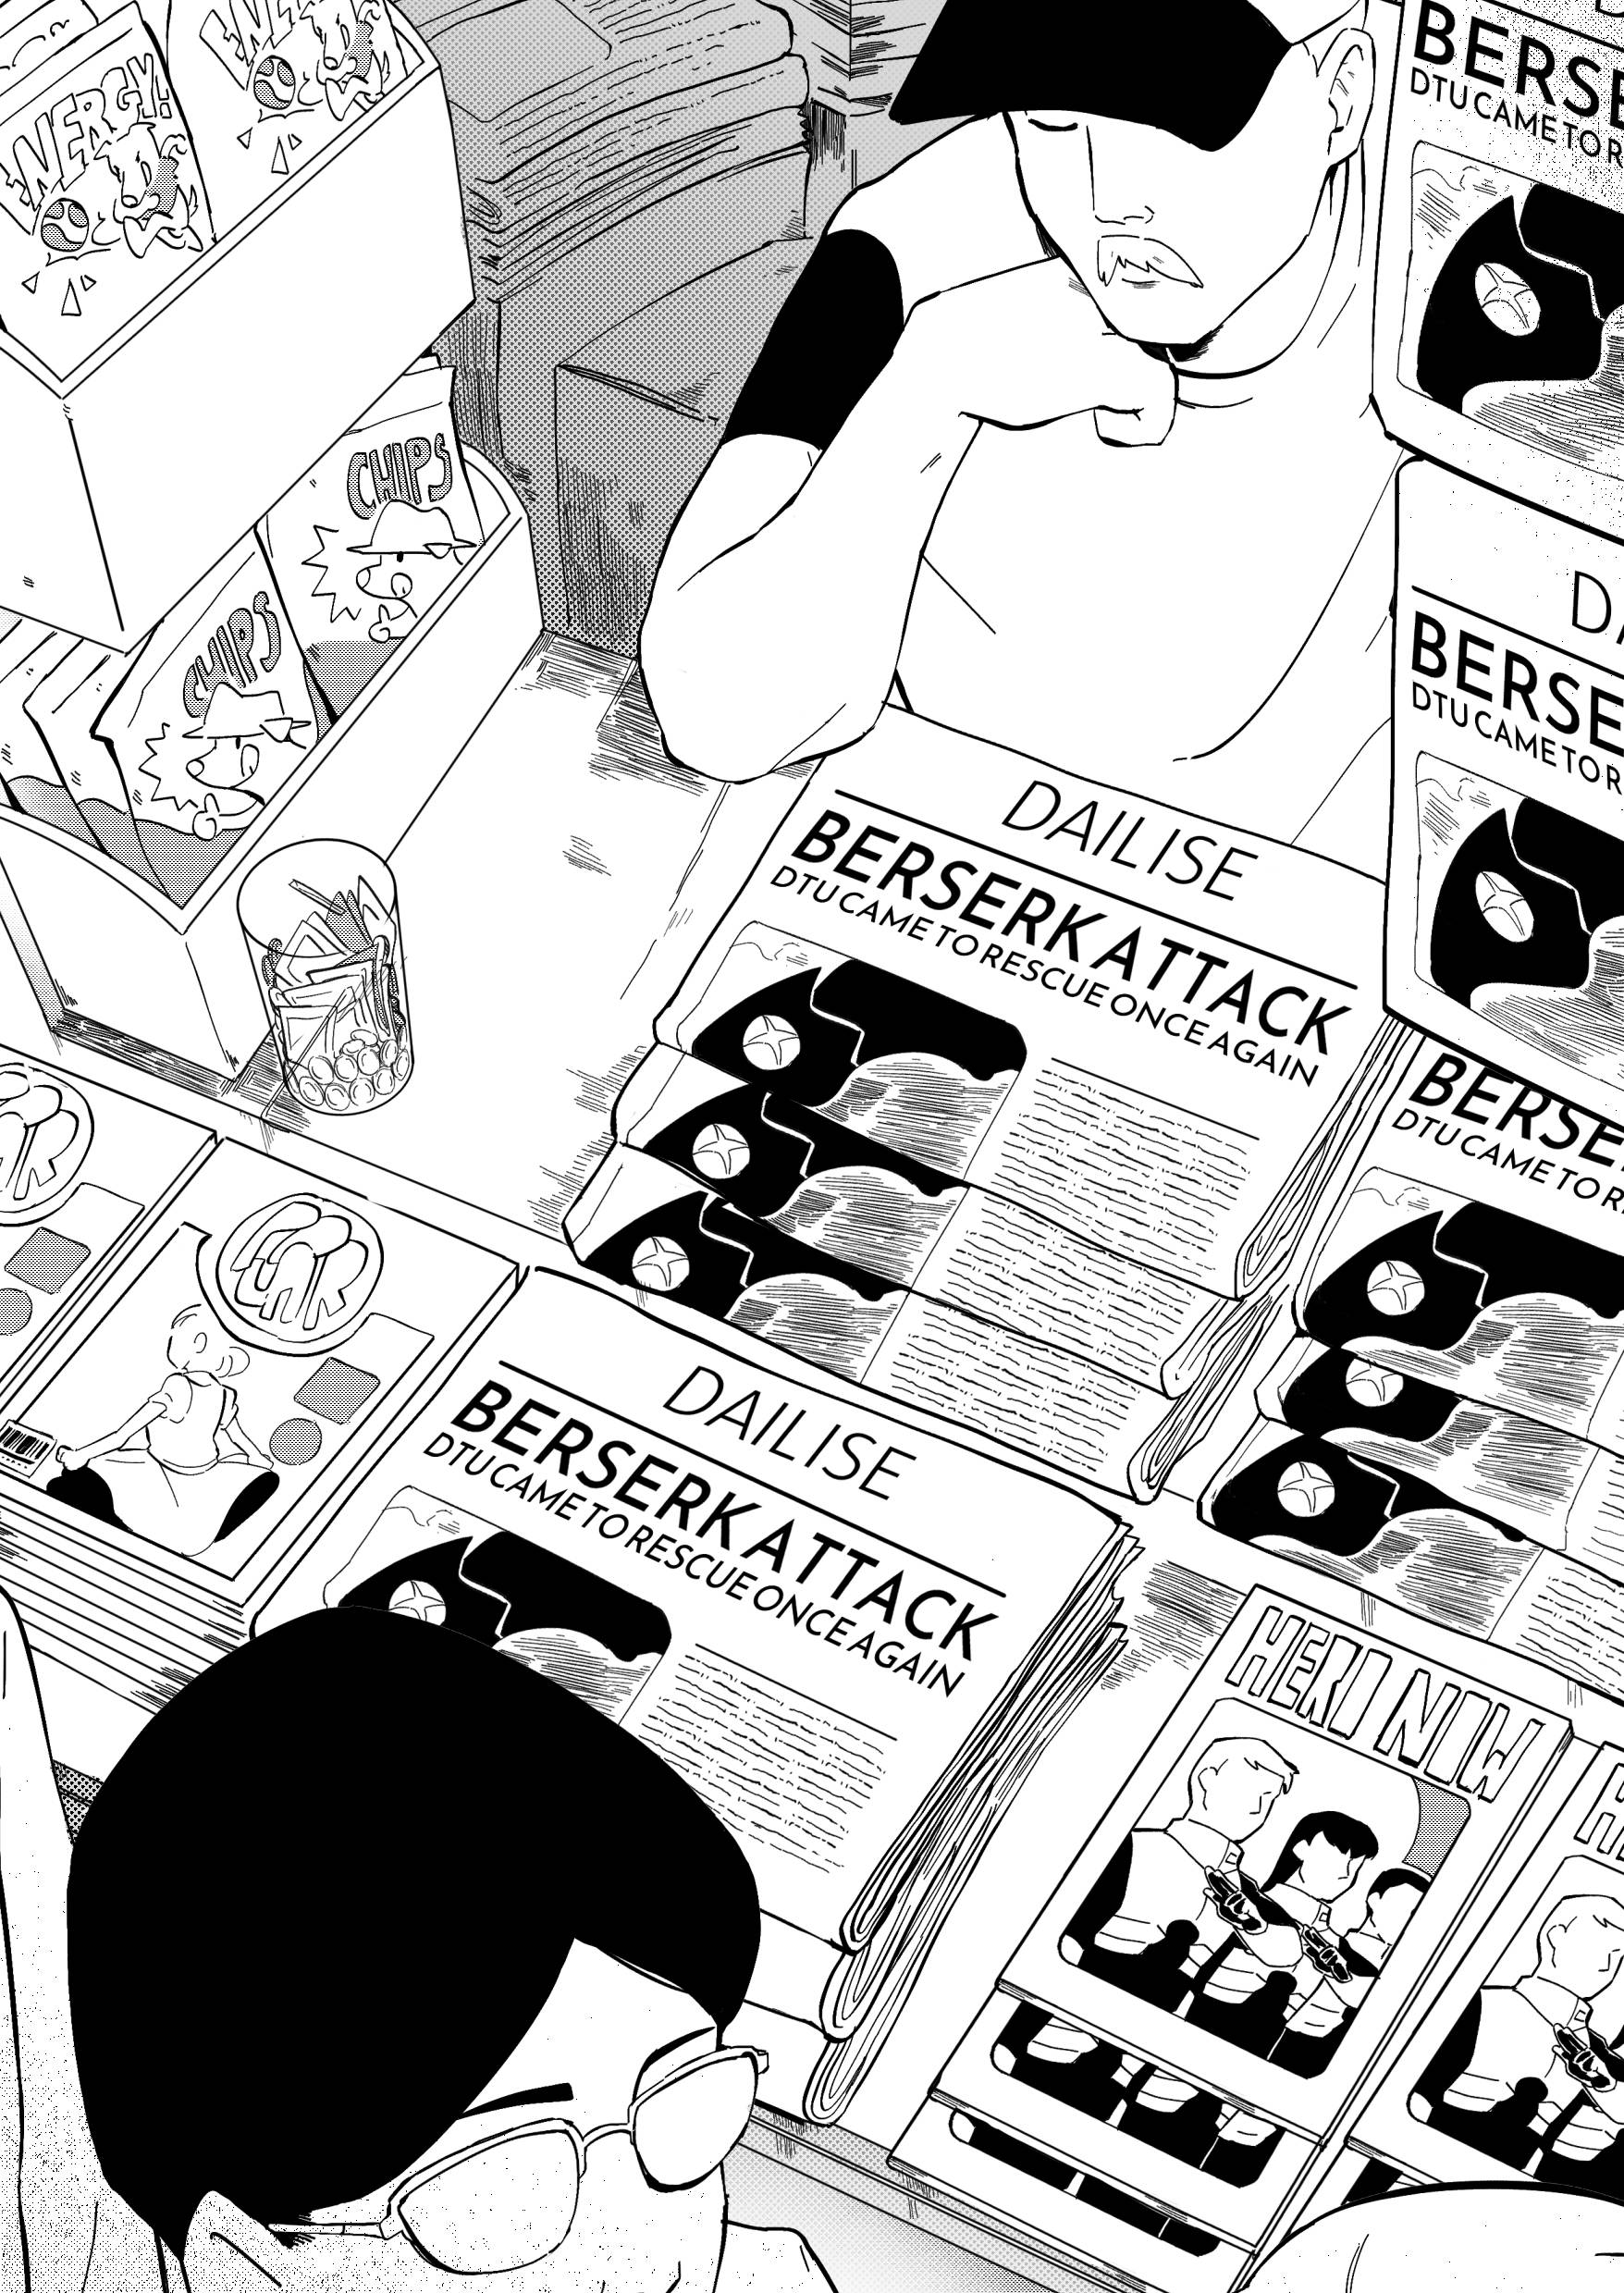 ENERGY!
CHIPS
CHIPS
BERSE
DTU CAME TO R
BERSE
DTU CAME TO R
DAILISE
BERSERK ATTACK
DTU CAME TO RESCUE ONCE AGAIN
BERSE
DTU CAME TO R
DAILISE
BERSERK ATTACK
DTU CAME TO RESCUE ONCE AGAIN
HERO NOW